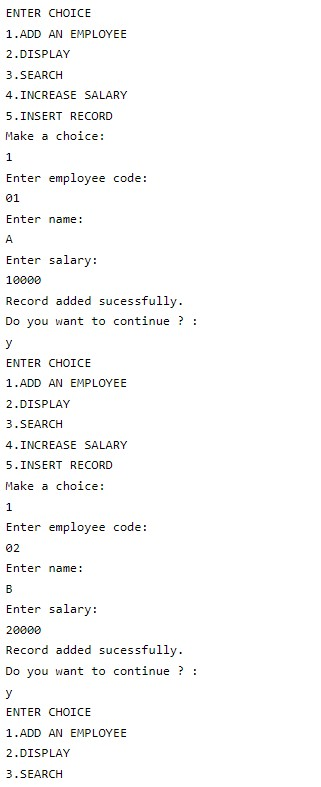 ENTER CHOICE
1.ADD AN EMPLOYEE
2.DISPLAY
3.SEARCH
4.INCREASE SALARY
5.INSERT RECORD
Make a choice:
1
Enter employee code:
01
Enter name:
A
Enter salary:
10000
Record added sucessfully.
Do you want to continue ? :
y
ENTER CHOICE
1.ADD AN EMPLOYEE
2.DISPLAY
3.SEARCH
4.INCREASE SALARY
5.INSERT RECORD
Make a choice:
1
Enter employee code:
02
Enter name:
B
Enter salary:
20000
Record added sucessfully.
Do you want to continue ? :
y
ENTER CHOICE
1.ADD AN EMPLOYEE
2.DISPLAY
3.SEARCH